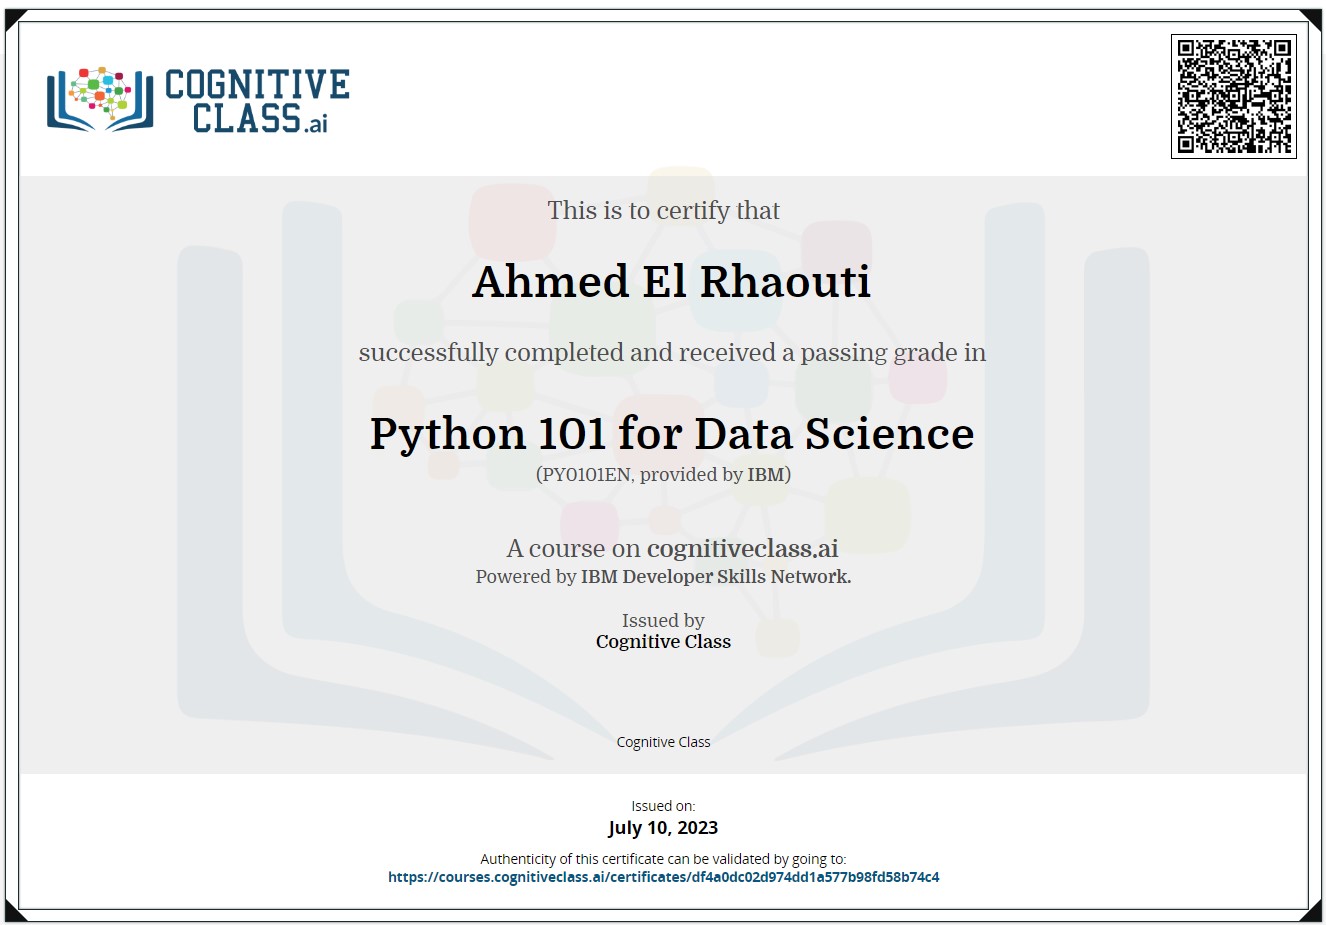 COGNITIVE
CLASS.ai
This is to certify that
Ahmed El Rhaouti
successfully completed and received a passing grade in
Python 101 for Data Science
(PY0101EN, provided by IBM)
A course on cognitiveclass.ai
Powered by IBM Developer Skills Network.
Issued by
Cognitive Class
Cognitive Class
Issued on:
July 10, 2023
Authenticity of this certificate can be validated by going to:
https://courses.cognitiveclass.ai/certificates/df4a0dc02d974dd1a577b98fd58b74c4